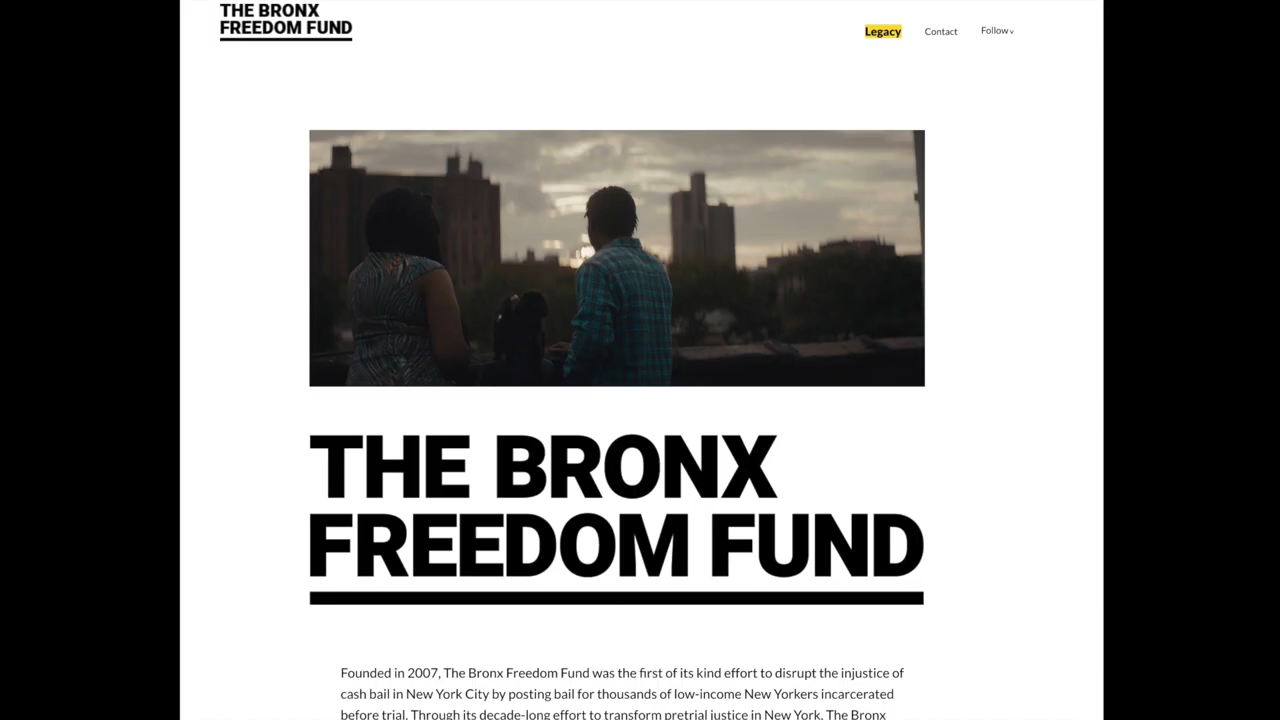 THE BRONX
FREEDOM FUND
Legacy
Contact
Follow v
THE BRONX
FREEDOM FUND
Founded in 2007, The Bronx Freedom Fund was the first of its kind effort to disrupt the injustice of
cash bail in New York City by posting bail for thousands of low-income New Yorkers incarcerated
before trial. Through its decade-long effort to transform pretrial justice in New York, The Bronx